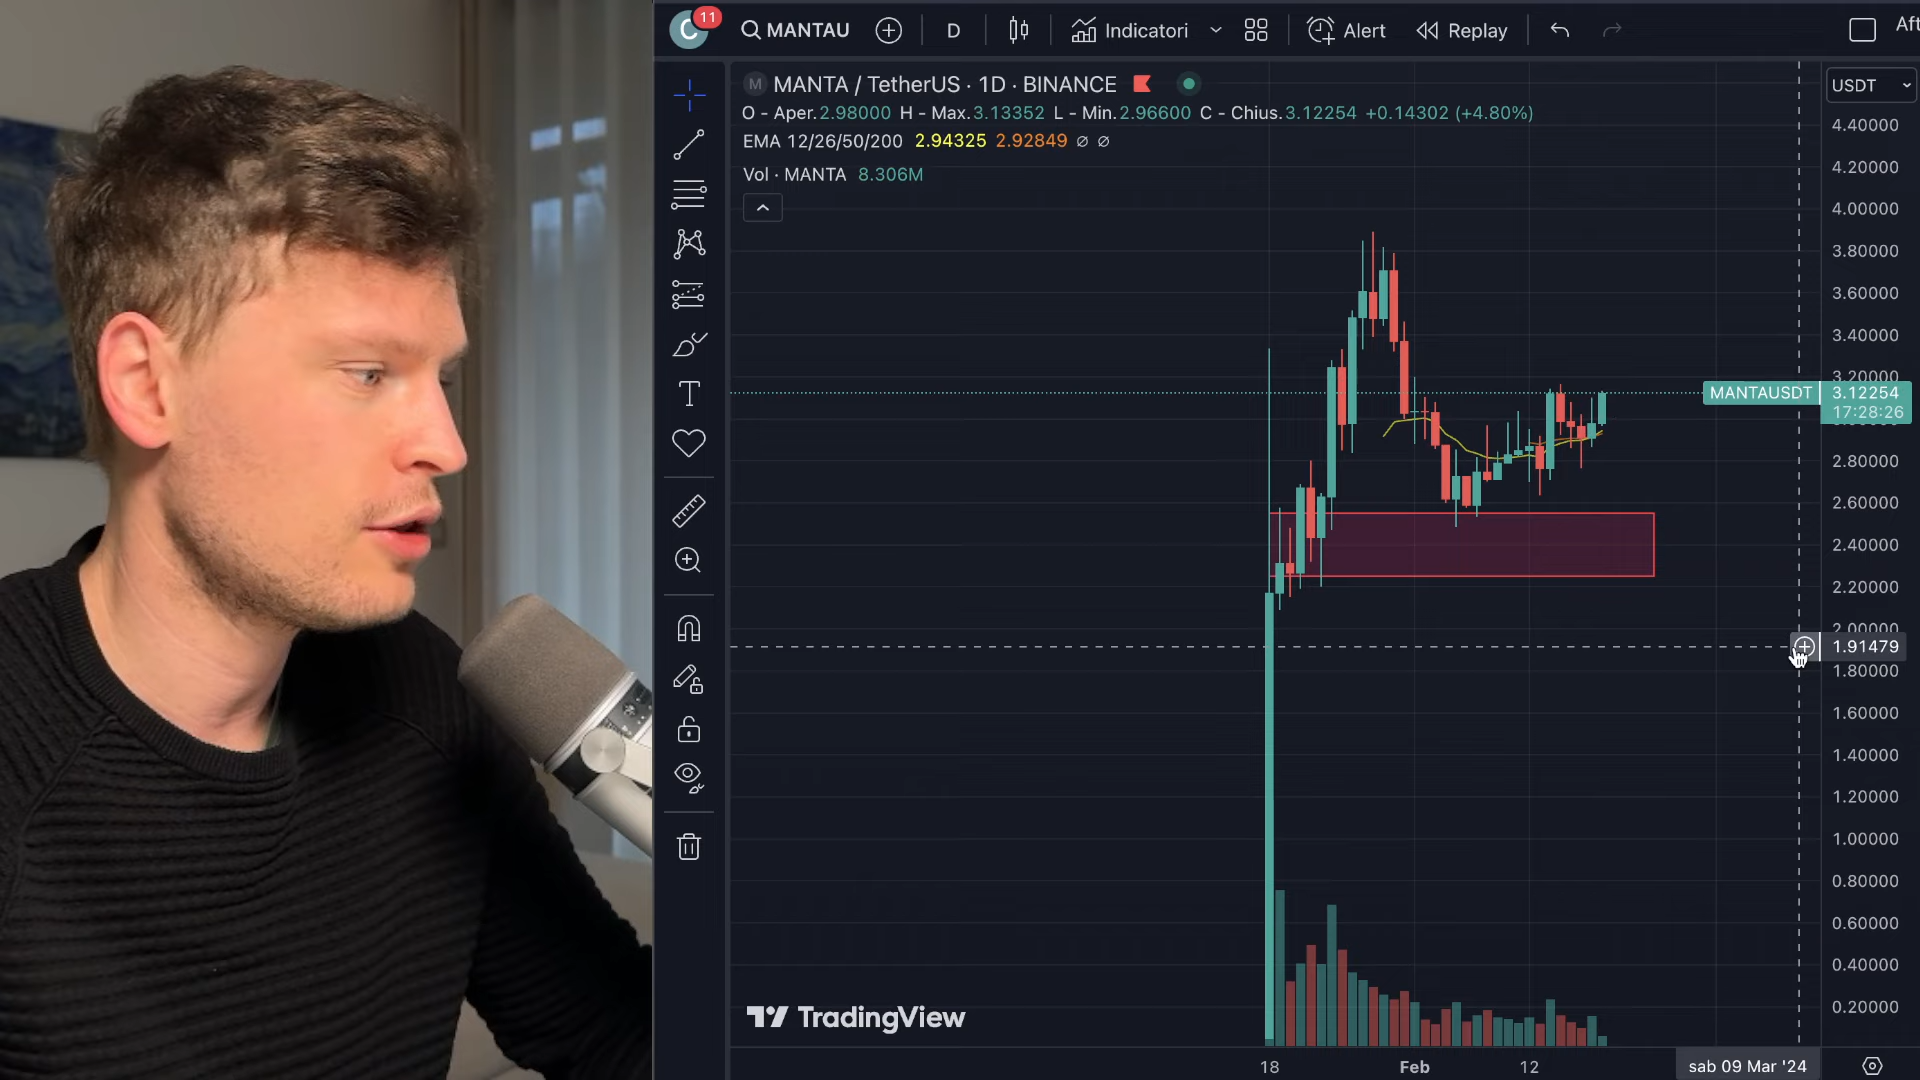 C 11 MANTAU D Indicatori Alert Replay Aft
M MANTA / TetherUS · 1D · BINANCE
USDT
O - Aper.2.98000 H - Max.3.13352 L - Min.2.96600 C - Chius.3.12254 +0.14302 (+4.80%)
EMA 12/26/50/200 2.94325 2.92849 ∅ ∅
Vol · MANTA 8.306M
4.40000
4.20000
4.00000
3.80000
3.60000
3.40000
3.20000
MANTAUSDT 3.12254
17:28:26
2.80000
2.60000
2.40000
2.20000
2.00000
1.91479
1.80000
1.60000
1.40000
1.20000
1.00000
0.80000
0.60000
0.40000
0.20000
TradingView
18 Feb 12 sab 09 Mar '24